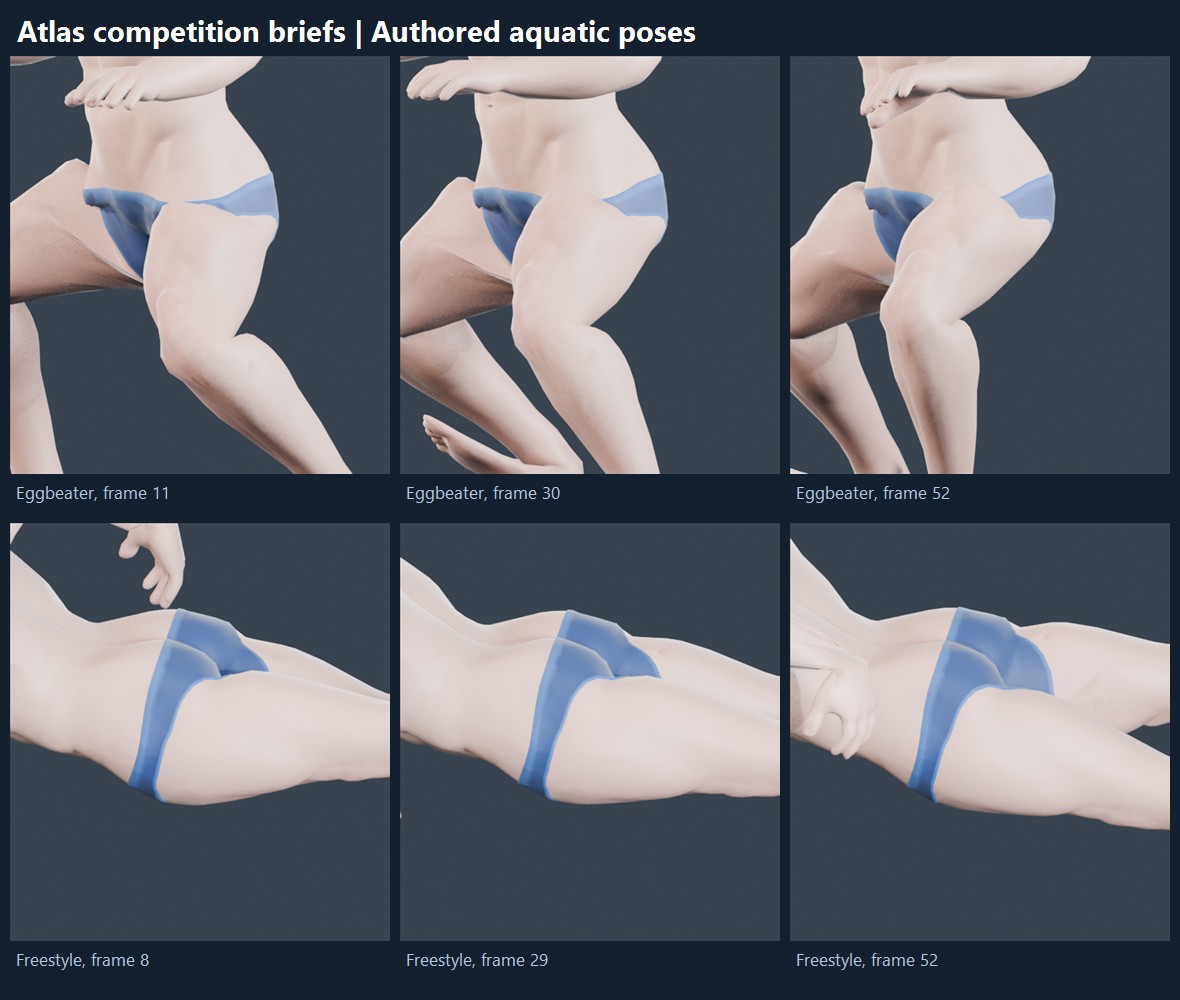 Atlas competition briefs | Authored aquatic poses
Eggbeater, frame 11
Eggbeater, frame 30
Eggbeater, frame 52
Freestyle, frame 8
Freestyle, frame 29
Freestyle, frame 52